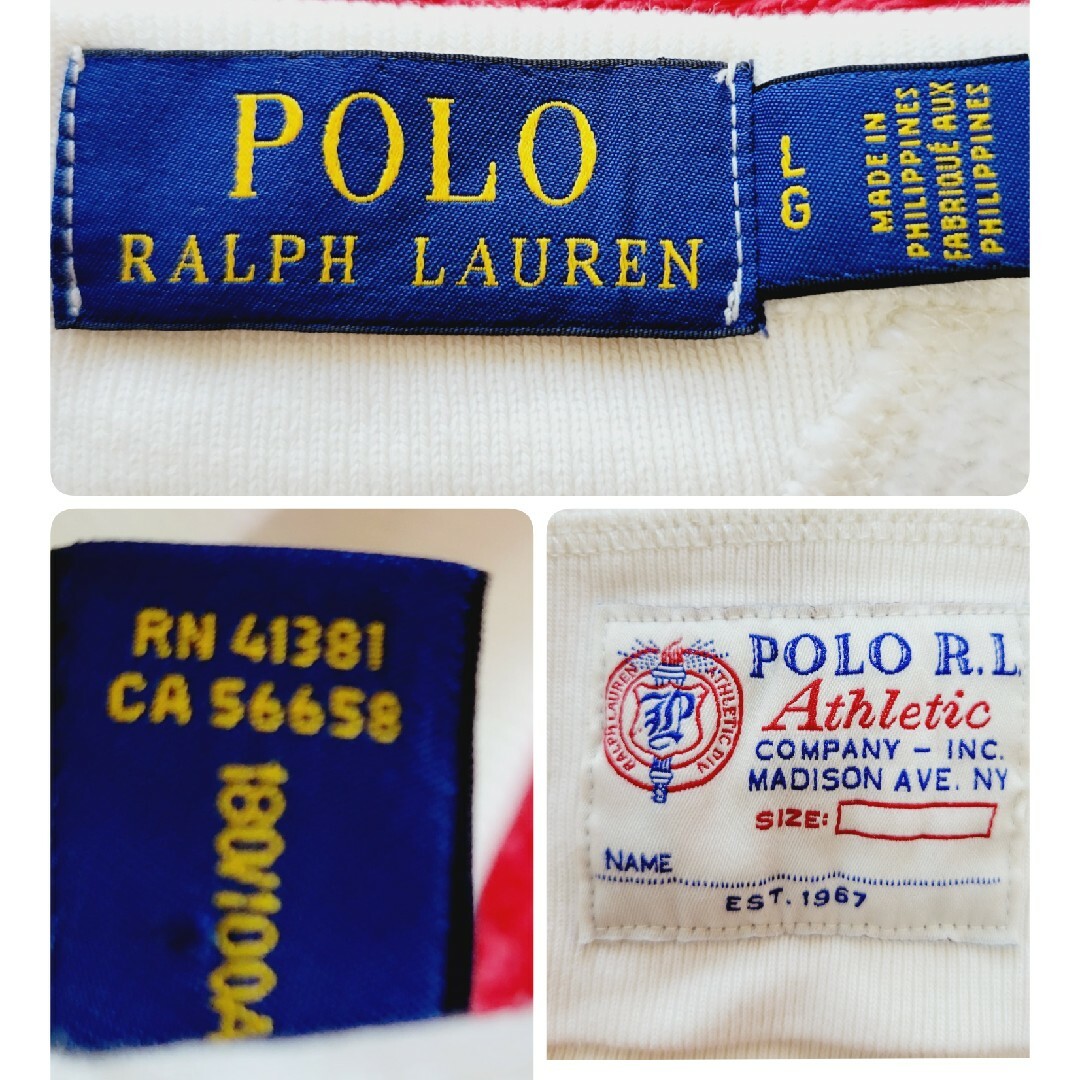 POLO
RALPH LAUREN
L
G
MADE IN
PHILIPPINES
FABRIQUÉ AUX
PHILIPPINES
RN 41381
CA 56658
180/100A
RALPH LAUREN ATHLETIC DIV
POLO R.L.
Athletic
COMPANY – INC.
MADISON AVE. NY
SIZE:
NAME
EST. 1967